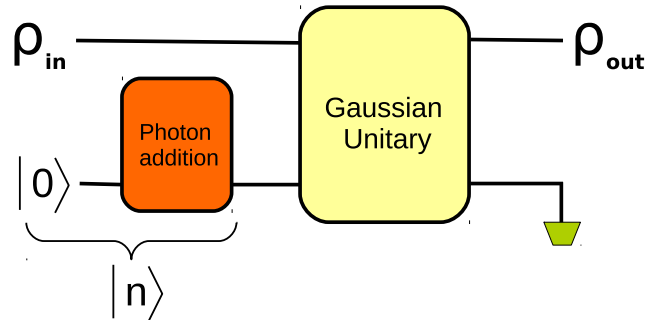 ρin
ρout
Gaussian
Unitary
Photon
addition
|0⟩
|n⟩